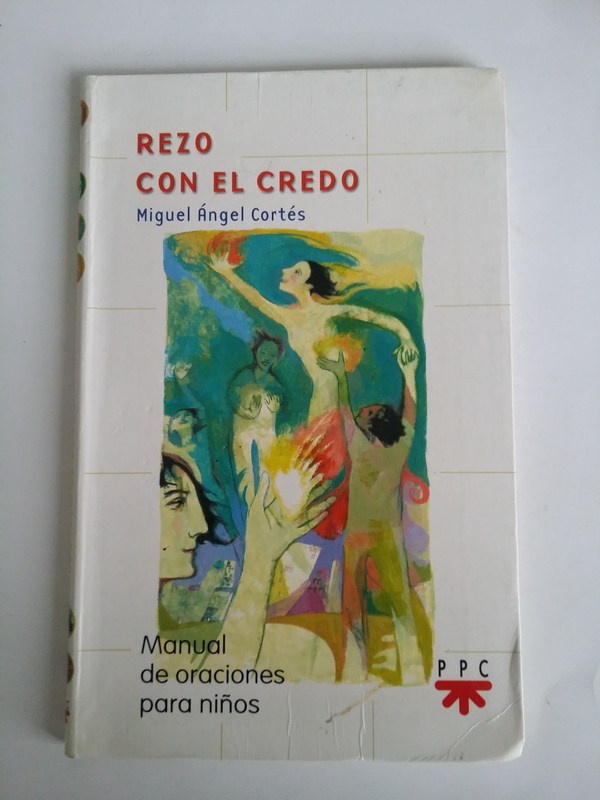 REZO
CON EL CREDO
Miguel Ángel Cortés
Manual
de oraciones
para niños
PPC